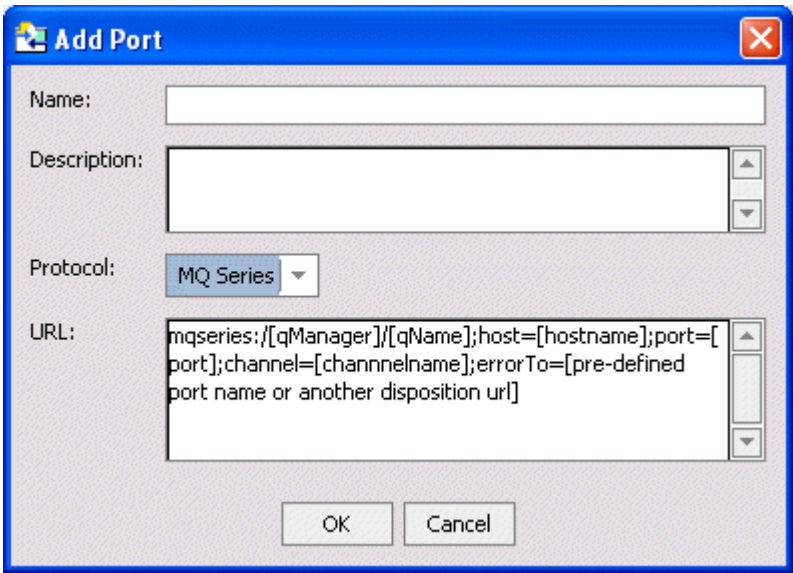 Add Port
Name:
Description:
Protocol:
MQ Series
URL:
mqseries:/[qManager]/[qName];host=[hostname];port=[
port];channel=[channnelname];errorTo=[pre-defined
port name or another disposition url]
OK
Cancel